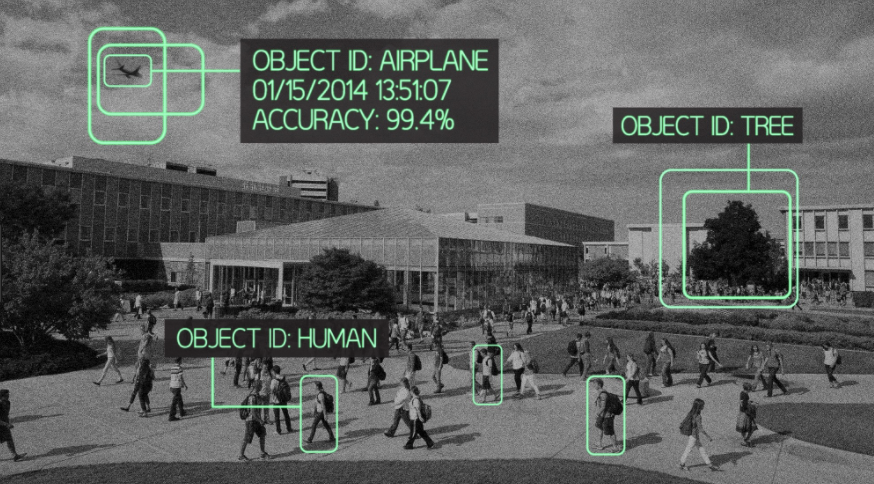 OBJECT ID: AIRPLANE
01/15/2014 13:51:07
ACCURACY: 99.4%
OBJECT ID: TREE
OBJECT ID: HUMAN